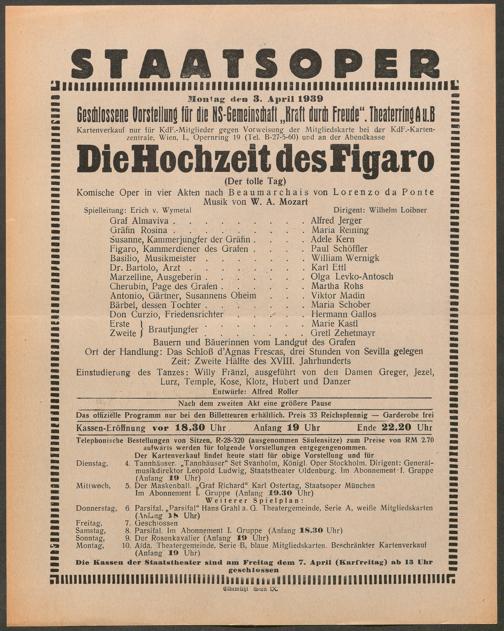 STAATSOPER
Montag den 3. April 1939
Geschlossene Vorstellung für die NS-Gemeinschaft „Kraft durch Freude". Theaterring A u. B
Kartenverkauf nur für KdF.-Mitglieder gegen Vorweisung der Mitgliedskarte bei der KdF.-Karten-
zentrale, Wien, I., Opernring 19 (Tel. B-27-5-60) und an der Abendkasse
Die Hochzeit des Figaro
(Der tolle Tag)
Komische Oper in vier Akten nach Beaumarchais von Lorenzo da Ponte
Musik von W. A. Mozart
Spielleitung: Erich v. Wymetal Dirigent: Wilhelm Loibner
Graf Almaviva . . . . . . . Alfred Jerger
Gräfin Rosina . . . . . . . Maria Reining
Susanne, Kammerjungfer der Gräfin . . . . Adele Kern
Figaro, Kammerdiener des Grafen . . . . . Paul Schöffler
Basilio, Musikmeister . . . . . . William Wernigk
Dr. Bartolo, Arzt . . . . . . . Karl Ettl
Marzelline, Ausgeberin . . . . . . Olga Levko-Antosch
Cherubin, Page des Grafen . . . . . . Martha Rohs
Antonio, Gärtner, Susannens Oheim . . . . Viktor Madin
Bärbel, dessen Tochter . . . . . . Maria Schober
Don Curzio, Friedensrichter . . . . . Hermann Gallos
Erste } Brautjungfer . . . . . . Marie Kastl
Zweite } Gretl Zehetmayr
Bauern und Bäuerinnen vom Landgut des Grafen
Ort der Handlung: Das Schloß d'Agnas Frescas, drei Stunden von Sevilla gelegen
Zeit: Zweite Hälfte des XVIII. Jahrhunderts
Einstudierung des Tanzes: Willy Fränzl, ausgeführt von den Damen Greger, Jezel,
Lurz, Temple, Kose, Klotz, Hubert und Danzer
Entwürfe: Alfred Roller
Nach dem zweiten Akt eine größere Pause
Das offizielle Programm nur bei den Billetteuren erhältlich. Preis 33 Reichspfennig — Garderobe frei
Kassen-Eröffnung vor 18.30 Uhr Anfang 19 Uhr Ende 22.20 Uhr
Telephonische Bestellungen von Sitzen, R-28-320 (ausgenommen Säulensitze) zum Preise von RM 2.70
aufwärts werden für folgende Vorstellungen entgegengenommen.
Der Kartenverkauf findet heute statt für obige Vorstellung und für
Dienstag, 4. Tannhäuser. „Tannhäuser" Set Svanholm, Königl. Oper Stockholm. Dirigent: General-
musikdirektor Leopold Ludwig, Staatstheater Oldenburg. Im Abonnement I. Gruppe
(Anfang 19 Uhr)
Mittwoch, 5. Der Maskenball. „Graf Richard" Karl Ostertag, Staatsoper München
Im Abonnement I. Gruppe (Anfang 19.30 Uhr)
Weiterer Spielplan:
Donnerstag, 6. Parsifal. „Parsifal" Hans Grahl a. G. Theatergemeinde, Serie A, weiße Mitgliedskarten
(Anfang 18 Uhr)
Freitag, 7. Geschlossen
Samstag, 8. Parsifal. Im Abonnement I. Gruppe (Anfang 18.30 Uhr)
Sonntag, 9. Der Rosenkavalier (Anfang 19 Uhr)
Montag, 10. Aida. Theatergemeinde, Serie B, blaue Mitgliedskarten. Beschränkter Kartenverkauf
(Anfang 19 Uhr)
Die Kassen der Staatstheater sind am Freitag dem 7. April (Karfreitag) ab 13 Uhr
geschlossen
Elbemühl Wien IX.